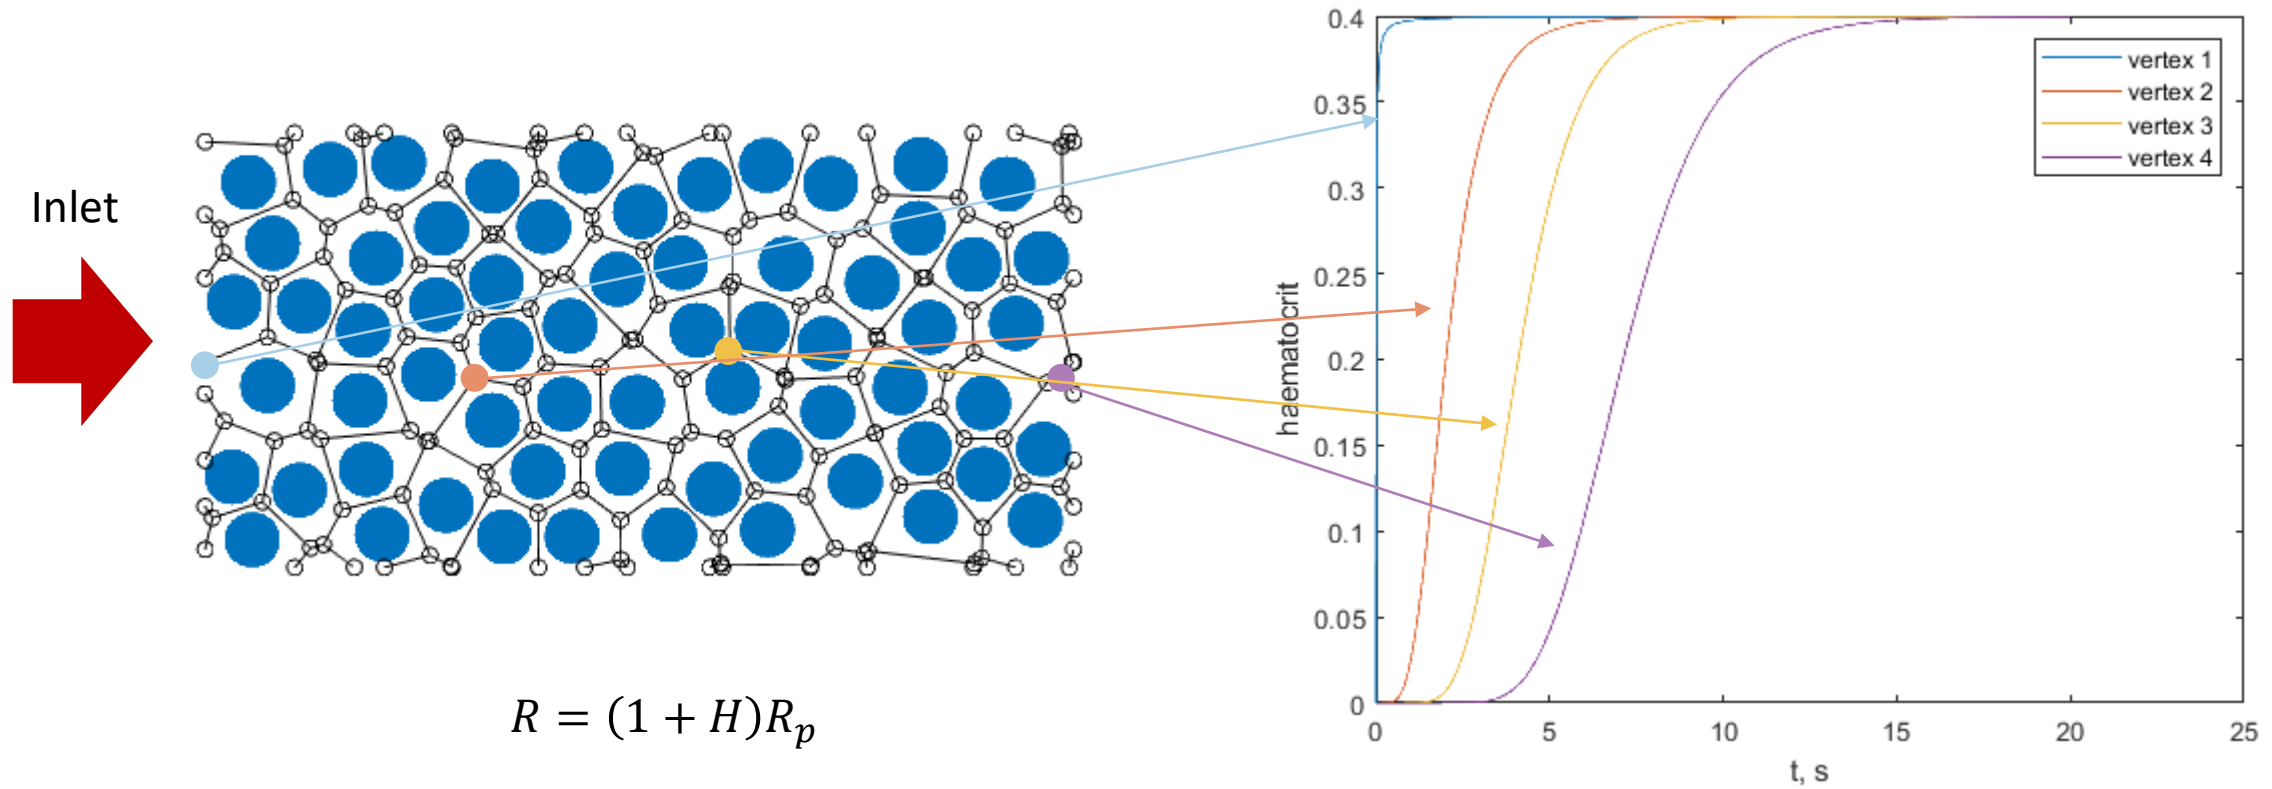 Inlet
R = (1 + H)R_p
haematocrit
0.4
0.35
0.3
0.25
0.2
0.15
0.1
0.05
0
0 5 10 15 20 25
t, s
vertex 1
vertex 2
vertex 3
vertex 4